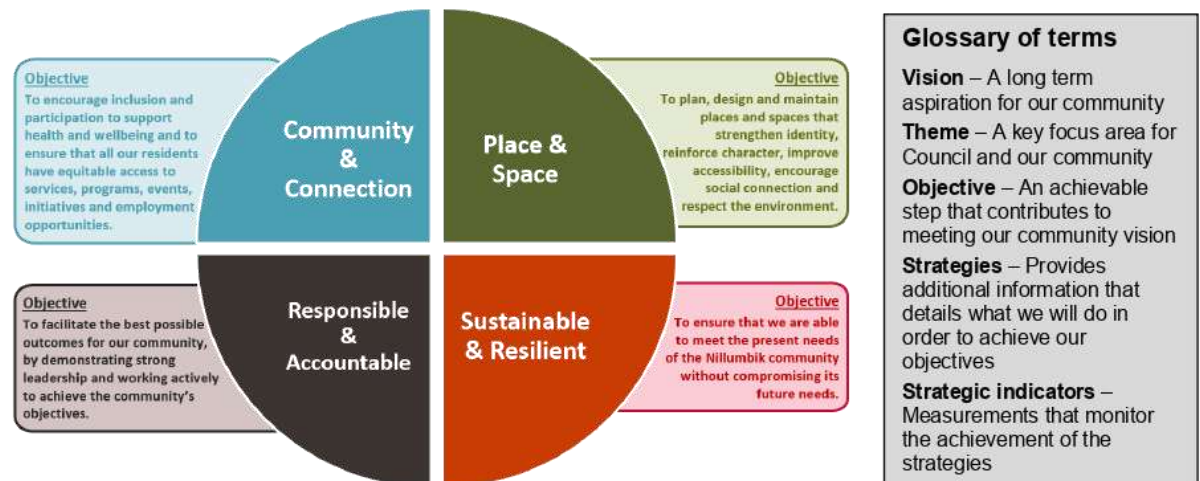 Objective
To encourage inclusion and
participation to support
health and wellbeing and to
ensure that all our residents
have equitable access to
services, programs, events,
initiatives and employment
opportunities.
Community
&
Connection
Place &
Space
Objective
To plan, design and maintain
places and spaces that
strengthen identity,
reinforce character, improve
accessibility, encourage
social connection and
respect the environment.
Objective
To facilitate the best possible
outcomes for our community,
by demonstrating strong
leadership and working actively
to achieve the community's
objectives.
Responsible
&
Accountable
Sustainable
& Resilient
Objective
To ensure that we are able
to meet the present needs
of the Nillumbik community
without compromising its
future needs.
Glossary of terms
Vision – A long term
aspiration for our community
Theme – A key focus area for
Council and our community
Objective – An achievable
step that contributes to
meeting our community vision
Strategies – Provides
additional information that
details what we will do in
order to achieve our
objectives
Strategic indicators –
Measurements that monitor
the achievement of the
strategies